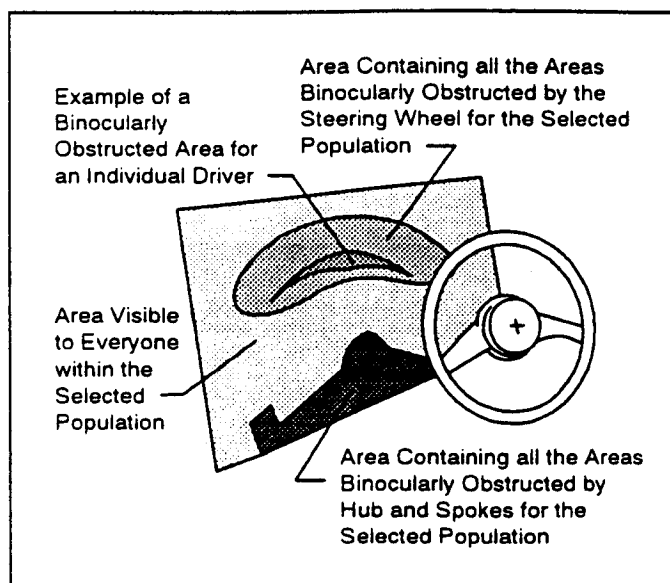 Example of a
Binocularly
Obstructed Area for
an Individual Driver
Area Containing all the Areas
Binocularly Obstructed by the
Steering Wheel for the Selected
Population
Area Visible
to Everyone
within the
Selected
Population
Area Containing all the Areas
Binocularly Obstructed by
Hub and Spokes for the
Selected Population